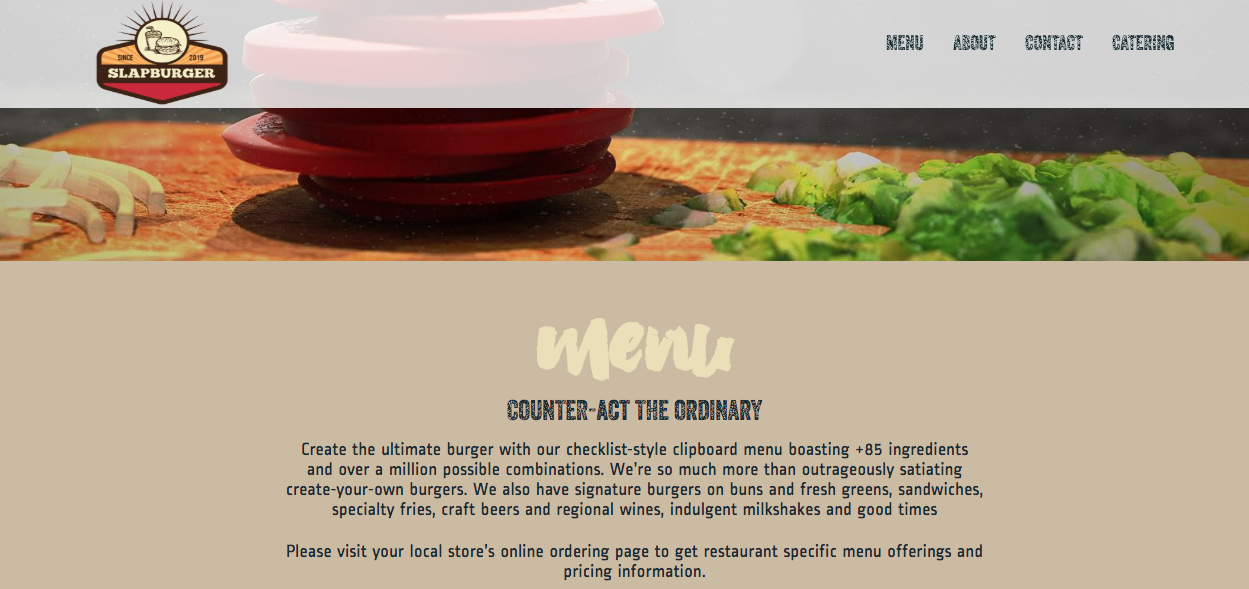 SINCE 2019
SLAPBURGER
MENU ABOUT CONTACT CATERING
menu
COUNTER-ACT THE ORDINARY
Create the ultimate burger with our checklist-style clipboard menu boasting +85 ingredients
and over a million possible combinations. We're so much more than outrageously satiating
create-your-own burgers. We also have signature burgers on buns and fresh greens, sandwiches,
specialty fries, craft beers and regional wines, indulgent milkshakes and good times
Please visit your local store's online ordering page to get restaurant specific menu offerings and
pricing information.